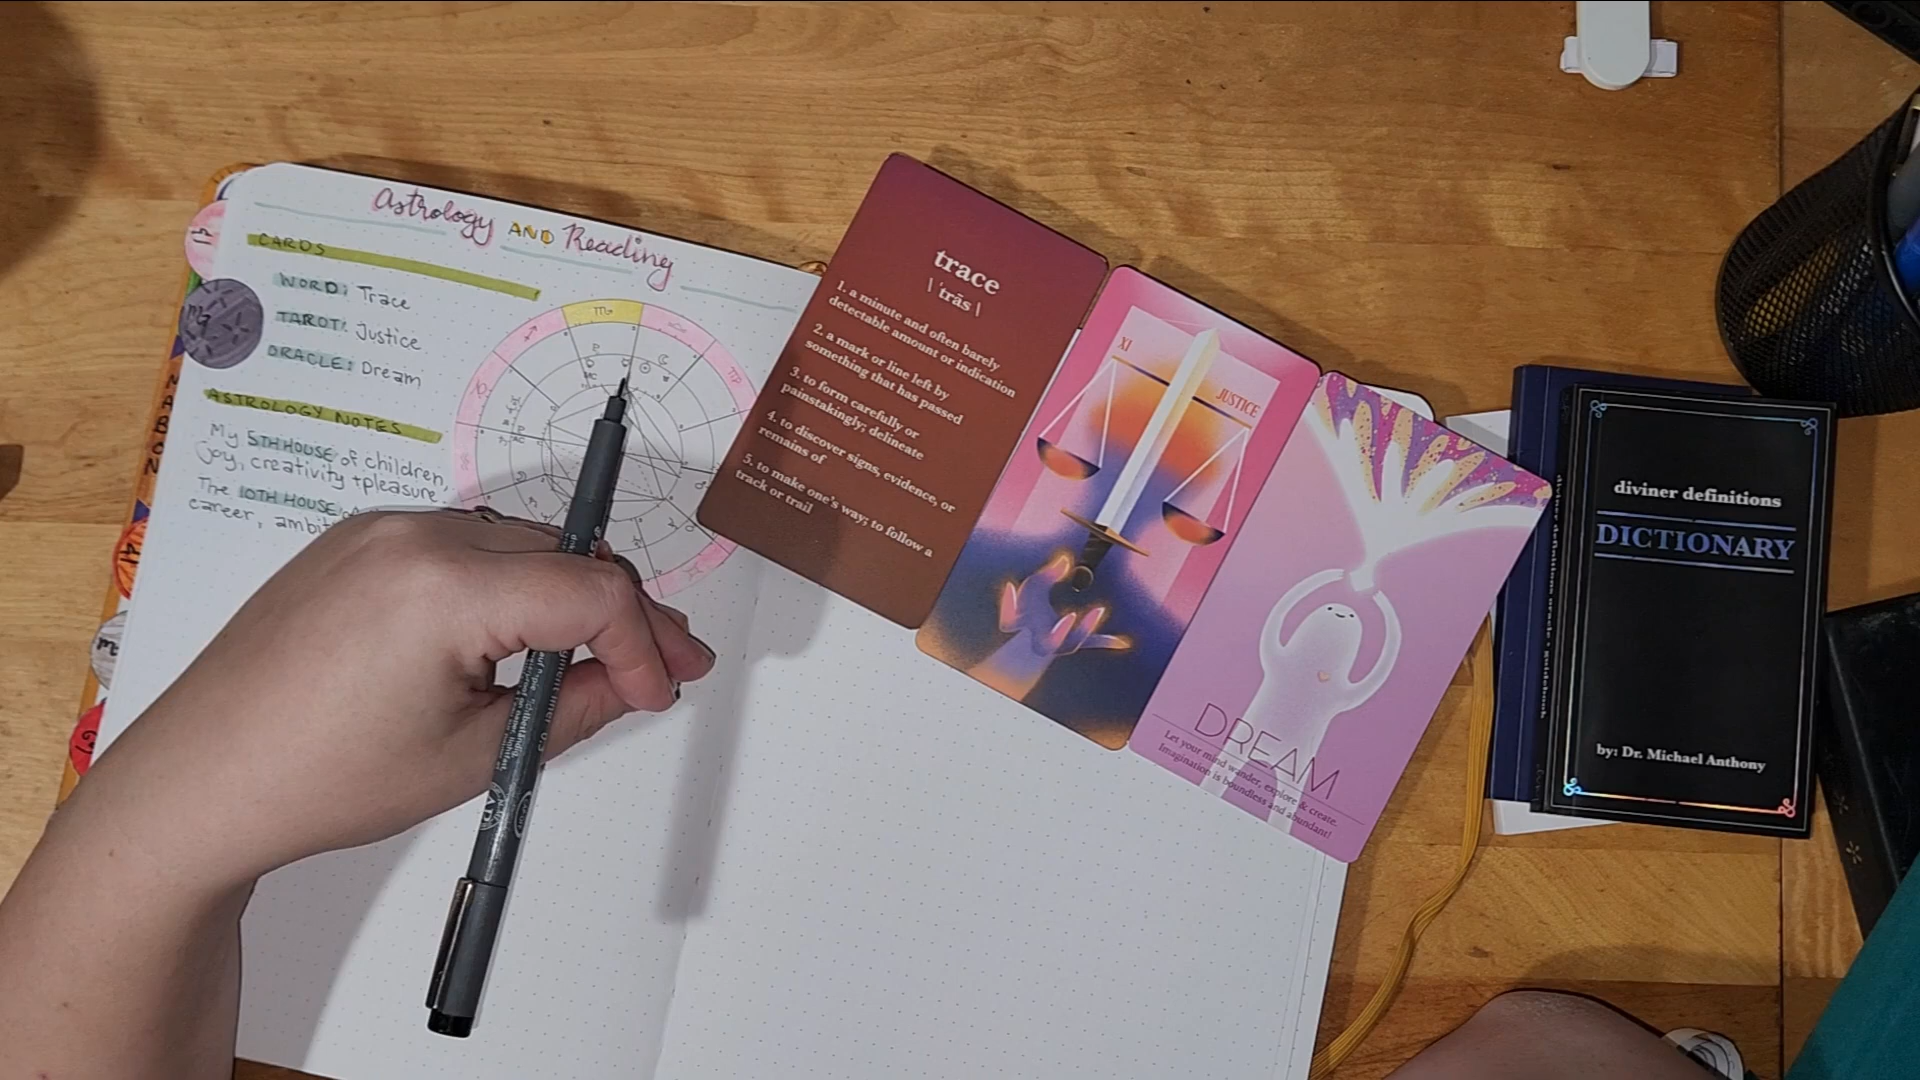 Astrology AND Reading
CARDS
WORD: Trace
TAROT: Justice
ORACLE: Dream
ASTROLOGY NOTES
My 5TH HOUSE of children,
joy, creativity + pleasure.
The 10TH HOUSE
career,
MABON
trace
| 'trās |
1. a minute and often barely
detectable amount or indication
2. a mark or line left by
something that has passed
3. to form carefully or
painstakingly; delineate
4. to discover signs, evidence, or
remains of
5. to make one's way; to follow a
track or trail
XI
JUSTICE
DREAM
Let your mind wander, explore & create.
Imagination is boundless and abundant!
diviner definitions
DICTIONARY
by: Dr. Michael Anthony